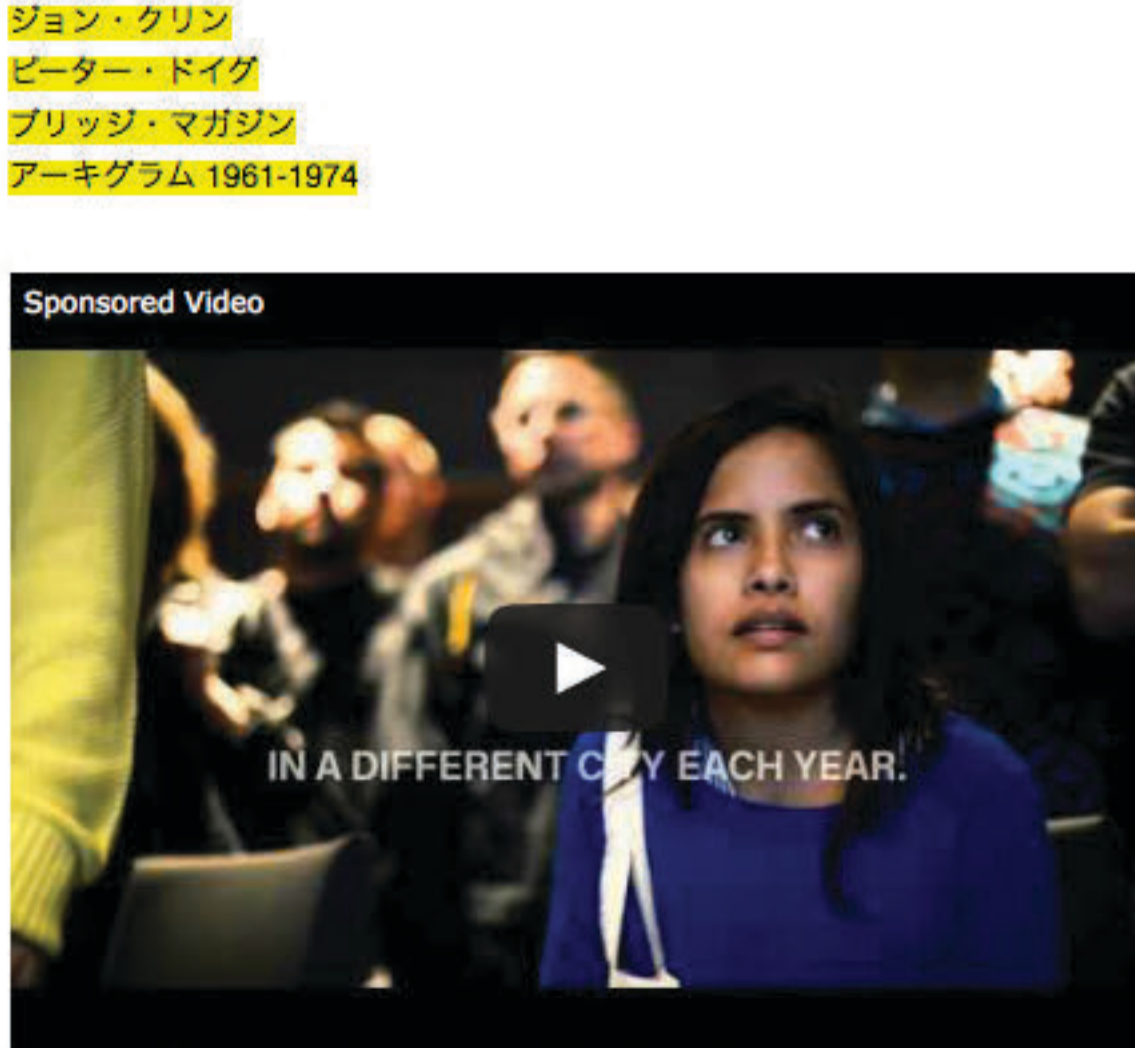 ジョン・クリン
ピーター・ドイグ
ブリッジ・マガジン
アーキグラム 1961-1974
Sponsored Video
IN A DIFFERENT CITY EACH YEAR.